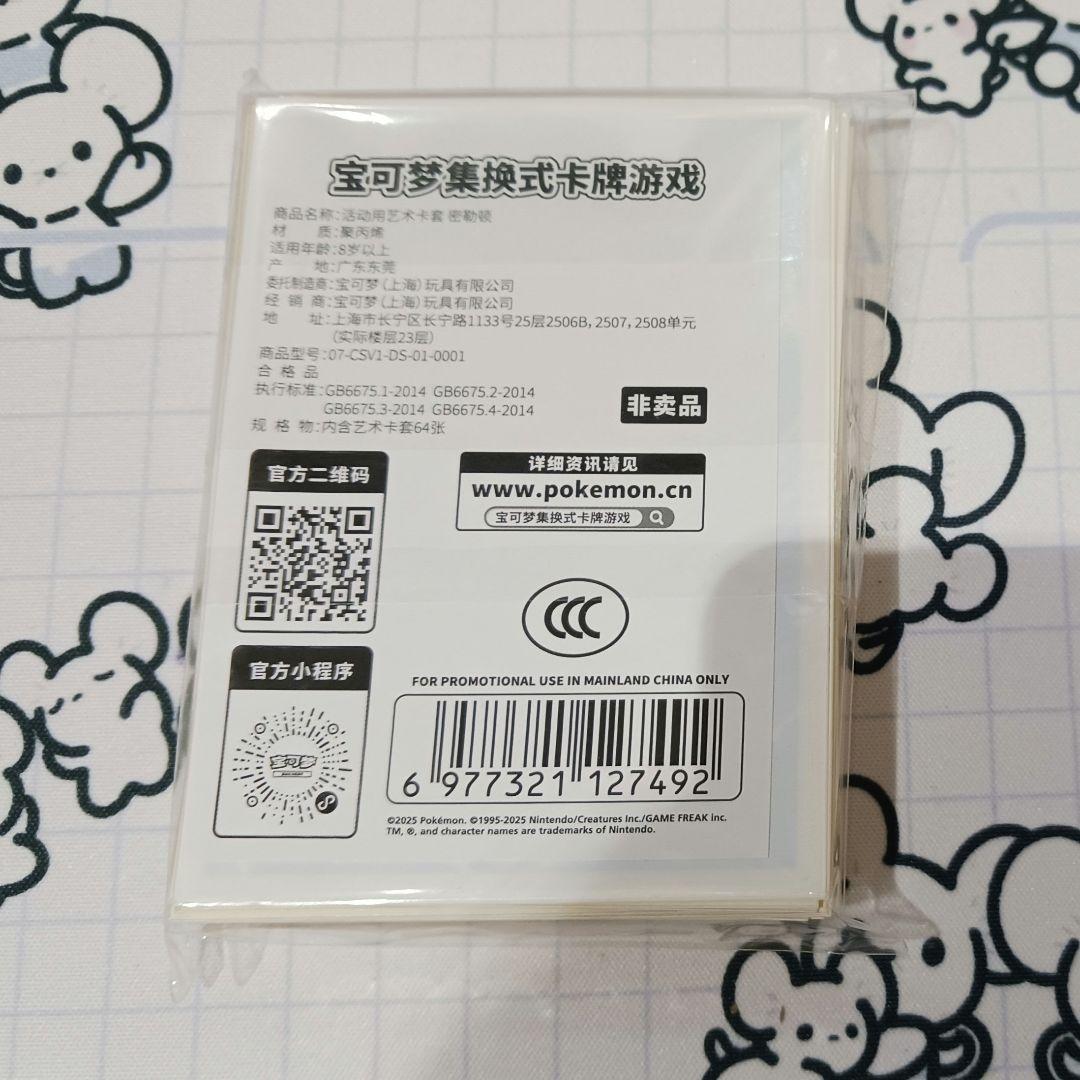 宝可梦集换式卡牌游戏
商品名称：活动用艺术卡套 密勒顿
材 质：聚丙烯
适用年龄：8岁以上
产 地：广东东莞
委托制造商：宝可梦（上海）玩具有限公司
经 销 商：宝可梦（上海）玩具有限公司
地 址：上海市长宁区长宁路1133号25层2506B，2507，2508单元
（实际楼层23层）
商品型号：07-CSV1-DS-01-0001
合 格 品
执行标准：GB6675.1-2014 GB6675.2-2014
GB6675.3-2014 GB6675.4-2014
规 格 物：内含艺术卡套64张
非卖品
官方二维码
详细资讯请见
www.pokemon.cn
宝可梦集换式卡牌游戏
CCC
官方小程序
宝可梦
FOR PROMOTIONAL USE IN MAINLAND CHINA ONLY
6 977321 127492
©2025 Pokémon. ©1995-2025 Nintendo/Creatures Inc./GAME FREAK inc.
TM, ®, and character names are trademarks of Nintendo.